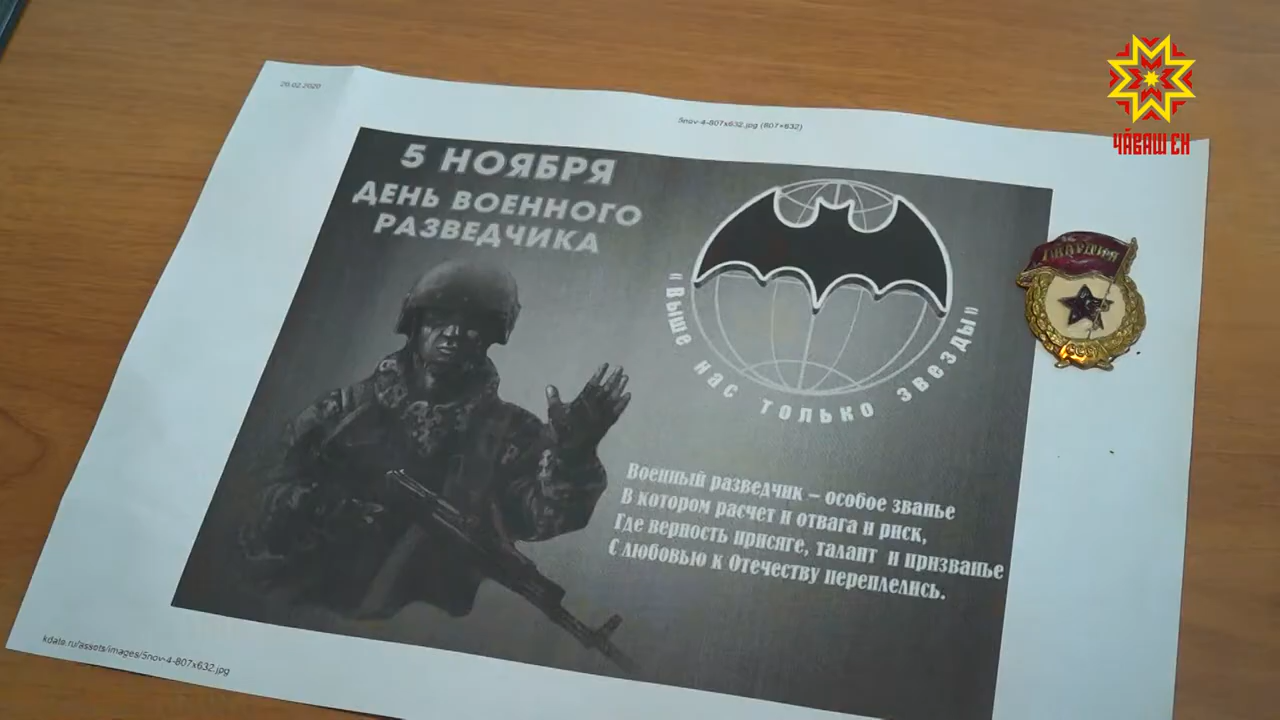 26.02.2020
5nov-4-807x632.jpg (807×632)
ЧӐВАШ ЕН
5 НОЯБРЯ
ДЕНЬ ВОЕННОГО
РАЗВЕДЧИКА
"Выше нас только звезды"
ГВАРДИЯ
СССР
Военный разведчик – особое званье
В котором расчет и отвага и риск,
Где верность присяге, талант и призванье
С любовью к Отечеству переплелись.
kdata.ru/assets/images/5nov-4-807x632.jpg